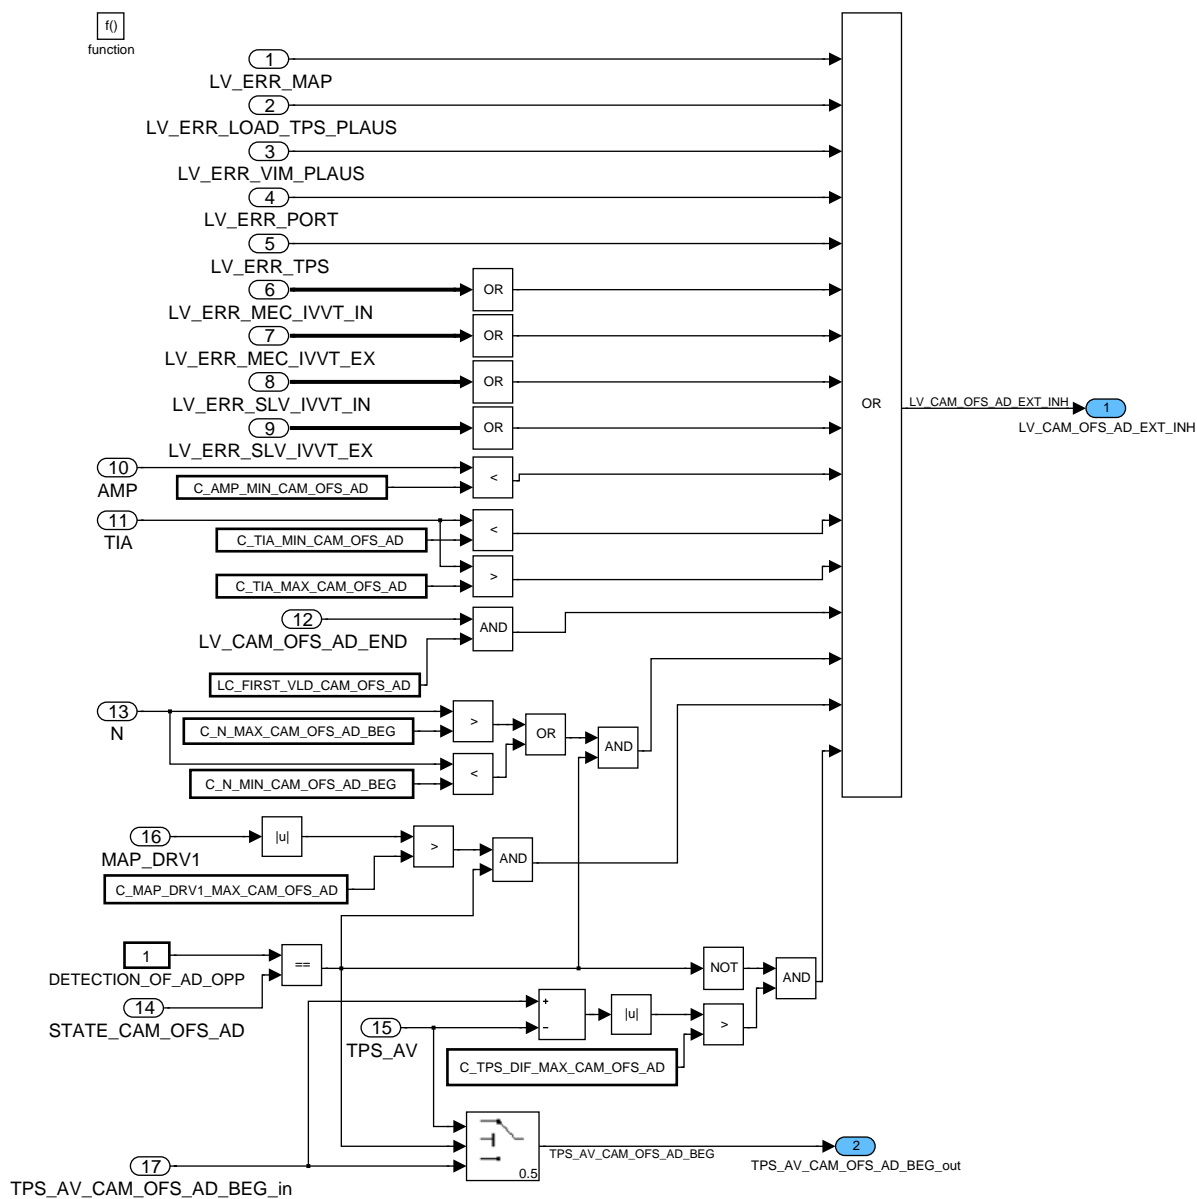 f()
function
1
LV_ERR_MAP
2
LV_ERR_LOAD_TPS_PLAUS
3
LV_ERR_VIM_PLAUS
4
LV_ERR_PORT
5
LV_ERR_TPS
6
OR
LV_ERR_MEC_IVVT_IN
7
OR
LV_ERR_MEC_IVVT_EX
8
OR
LV_ERR_SLV_IVVT_IN
9
OR
LV_ERR_SLV_IVVT_EX
OR
LV_CAM_OFS_AD_EXT_INH
1
LV_CAM_OFS_AD_EXT_INH
10
AMP
C_AMP_MIN_CAM_OFS_AD
<
11
TIA
C_TIA_MIN_CAM_OFS_AD
<
C_TIA_MAX_CAM_OFS_AD
>
12
LV_CAM_OFS_AD_END
AND
LC_FIRST_VLD_CAM_OFS_AD
13
N
C_N_MAX_CAM_OFS_AD_BEG
>
OR
AND
C_N_MIN_CAM_OFS_AD_BEG
<
16
MAP_DRV1
|u|
>
AND
C_MAP_DRV1_MAX_CAM_OFS_AD
1
DETECTION_OF_AD_OPP
==
NOT
AND
14
STATE_CAM_OFS_AD
15
TPS_AV
+
−
|u|
>
C_TPS_DIF_MAX_CAM_OFS_AD
0.5
TPS_AV_CAM_OFS_AD_BEG
2
TPS_AV_CAM_OFS_AD_BEG_out
17
TPS_AV_CAM_OFS_AD_BEG_in